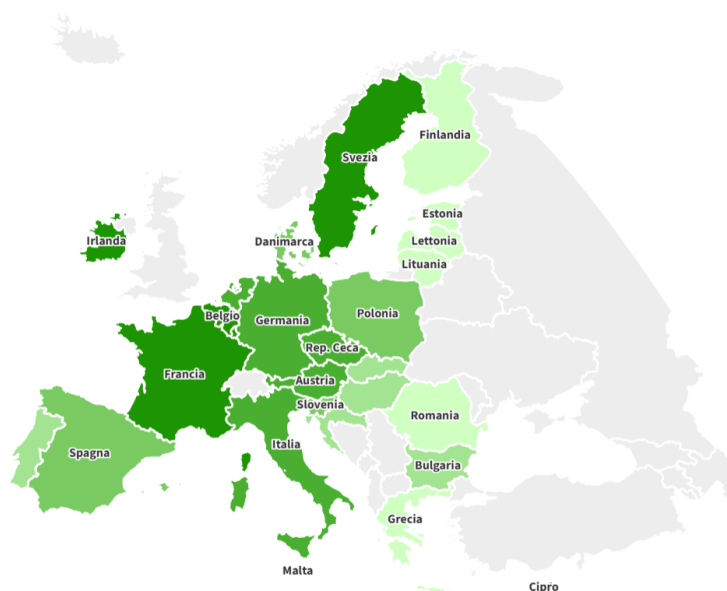 Finlandia
Svezia
Estonia
Irlanda
Danimarca
Lettonia
Lituania
Belgio
Germania
Polonia
Rep. Ceca
Francia
Austria
Slovenia
Romania
Italia
Spagna
Bulgaria
Grecia
Malta
Cipro